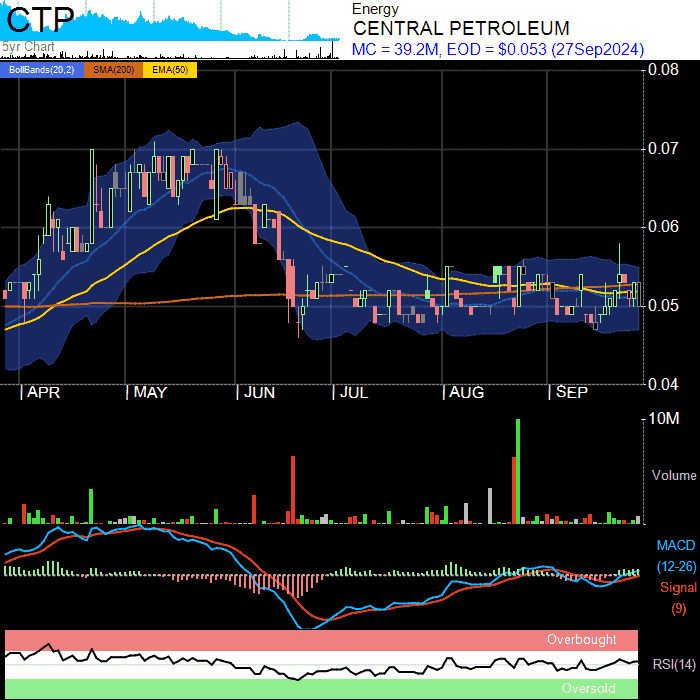 CTP
5yr Chart
Energy
CENTRAL PETROLEUM
MC = 39.2M, EOD = $0.053 (27Sep2024)
BollBands(20,2) SMA(200) EMA(50)
0.08
0.07
0.06
0.05
0.04
APR MAY JUN JUL AUG SEP
10M
Volume
MACD
(12-26)
Signal
(9)
Overbought
RSI(14)
Oversold